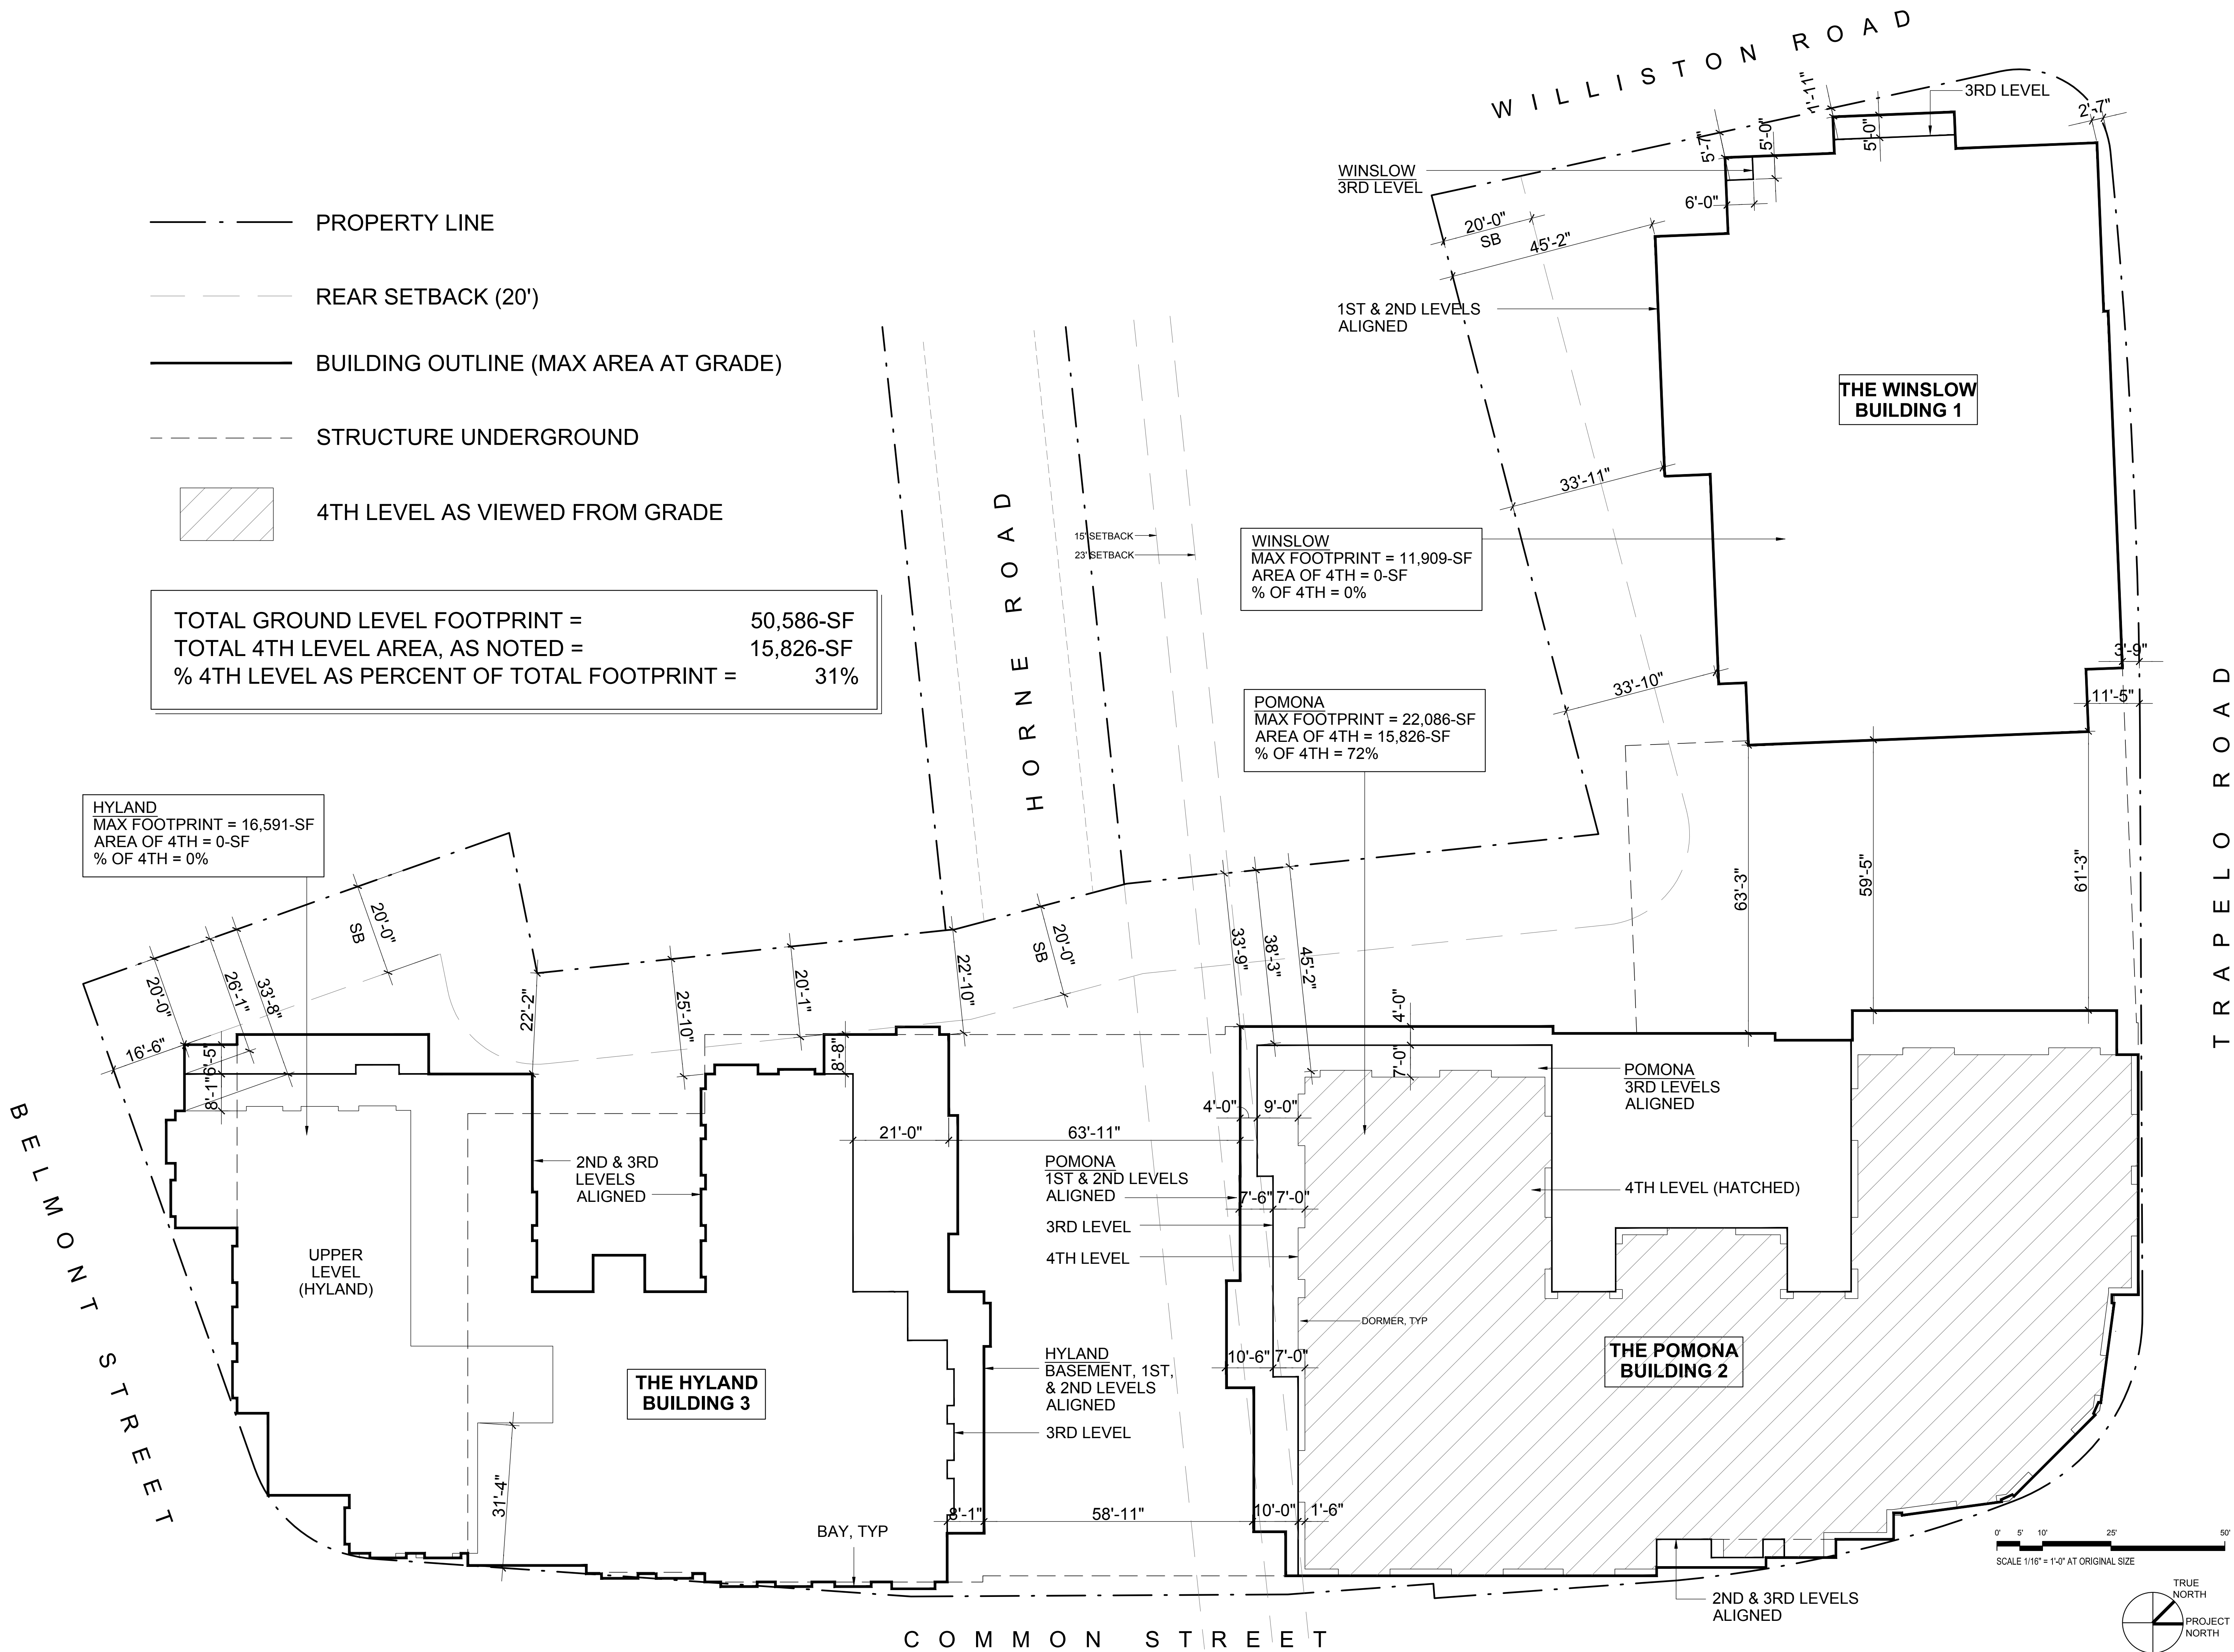 WILLISTON ROAD
3RD LEVEL
1'-11"
2'-7"
5'-7"
5'-0"
5'-0"
WINSLOW
3RD LEVEL
6'-0"
20'-0"
SB
45'-2"
1ST & 2ND LEVELS
ALIGNED
THE WINSLOW
BUILDING 1
33'-11"
33'-10"
3'-9"
11'-5"
TRAPELO ROAD
PROPERTY LINE
REAR SETBACK (20')
BUILDING OUTLINE (MAX AREA AT GRADE)
STRUCTURE UNDERGROUND
4TH LEVEL AS VIEWED FROM GRADE
TOTAL GROUND LEVEL FOOTPRINT = 50,586-SF
TOTAL 4TH LEVEL AREA, AS NOTED = 15,826-SF
% 4TH LEVEL AS PERCENT OF TOTAL FOOTPRINT = 31%
HORNE ROAD
15' SETBACK
23' SETBACK
WINSLOW
MAX FOOTPRINT = 11,909-SF
AREA OF 4TH = 0-SF
% OF 4TH = 0%
POMONA
MAX FOOTPRINT = 22,086-SF
AREA OF 4TH = 15,826-SF
% OF 4TH = 72%
HYLAND
MAX FOOTPRINT = 16,591-SF
AREA OF 4TH = 0-SF
% OF 4TH = 0%
63'-3"
59'-5"
61'-3"
20'-0"
SB
20'-0"
26'-1"
33'-8"
16'-6"
6'-5"
8'-1"
22'-2"
25'-10"
20'-1"
22'-10"
20'-0"
SB
33'-9"
38'-3"
45'-2"
8'-8"
4'-0"
7'-0"
4'-0"
9'-0"
21'-0"
63'-11"
2ND & 3RD
LEVELS
ALIGNED
POMONA
1ST & 2ND LEVELS
ALIGNED
3RD LEVEL
4TH LEVEL
7'-6"
7'-0"
POMONA
3RD LEVELS
ALIGNED
4TH LEVEL (HATCHED)
DORMER, TYP
BELMONT STREET
UPPER
LEVEL
(HYLAND)
THE HYLAND
BUILDING 3
THE POMONA
BUILDING 2
HYLAND
BASEMENT, 1ST,
& 2ND LEVELS
ALIGNED
3RD LEVEL
10'-6"
7'-0"
31'-4"
8'-1"
58'-11"
10'-0"
1'-6"
BAY, TYP
2ND & 3RD LEVELS
ALIGNED
COMMON STREET
0' 5' 10' 25' 50'
SCALE 1/16" = 1'-0" AT ORIGINAL SIZE
TRUE
NORTH
PROJECT
NORTH